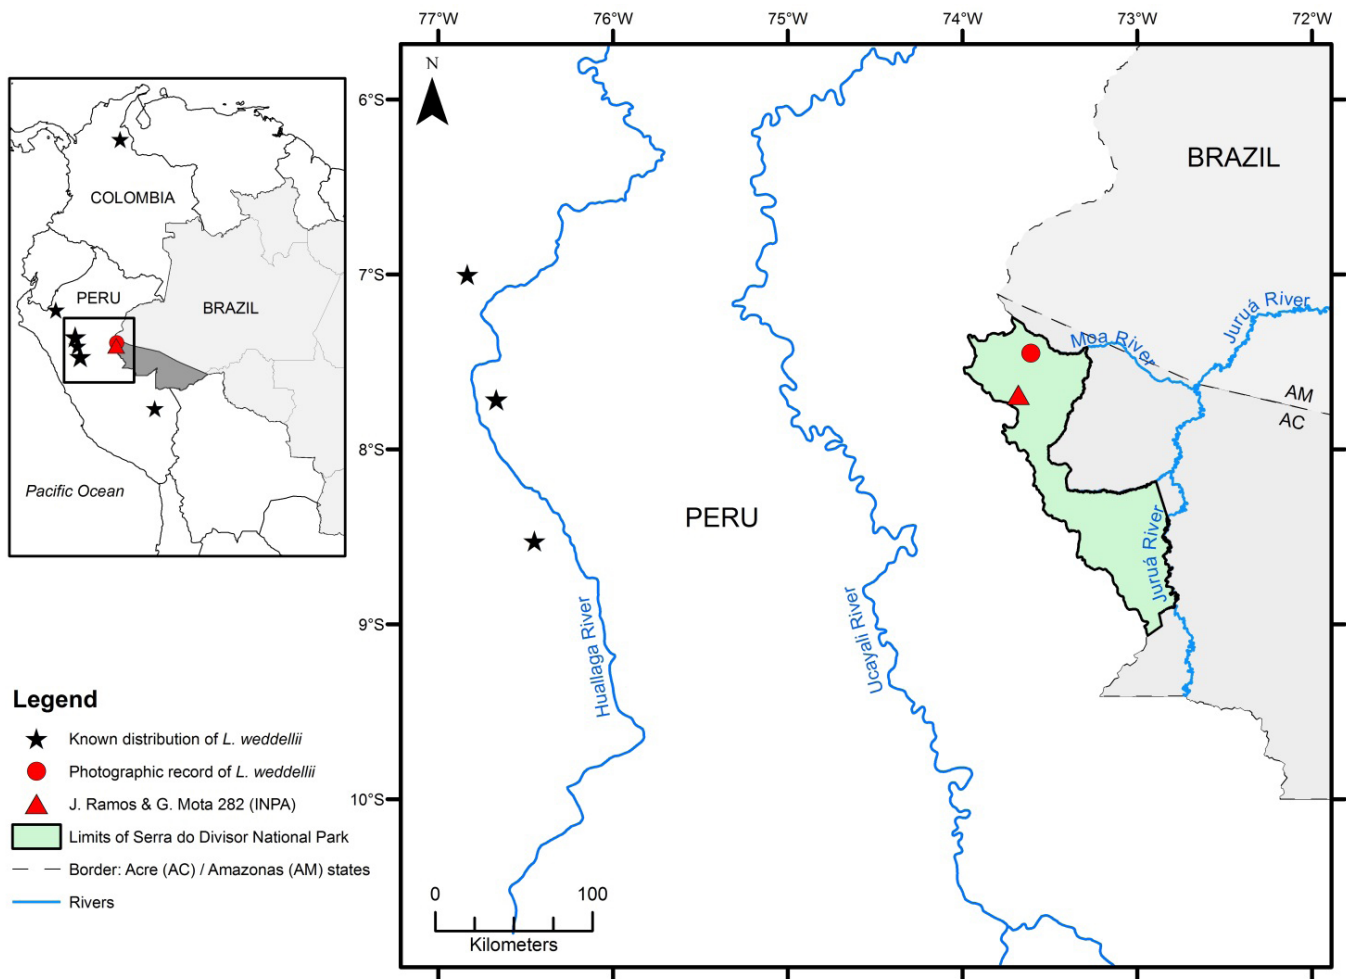 77°W 76°W 75°W 74°W 73°W 72°W
6°S
7°S
8°S
9°S
10°S
N
COLOMBIA
PERU
BRAZIL
Pacific Ocean
BRAZIL
PERU
Moa River
Juruá River
AM
AC
Juruá River
Huallaga River
Ucayali River
0 100
Kilometers
Legend
Known distribution of L. weddellii
Photographic record of L. weddellii
J. Ramos & G. Mota 282 (INPA)
Limits of Serra do Divisor National Park
Border: Acre (AC) / Amazonas (AM) states
Rivers